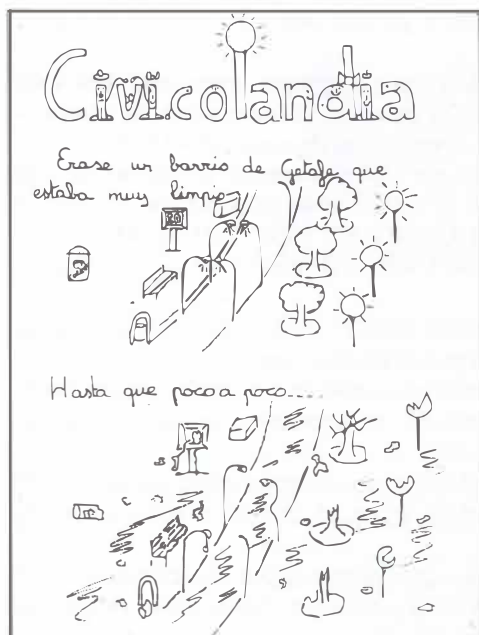 Civicolandia
Erase un barrio de Getafe que
estaba muy limpio
Hasta que poco a poco....